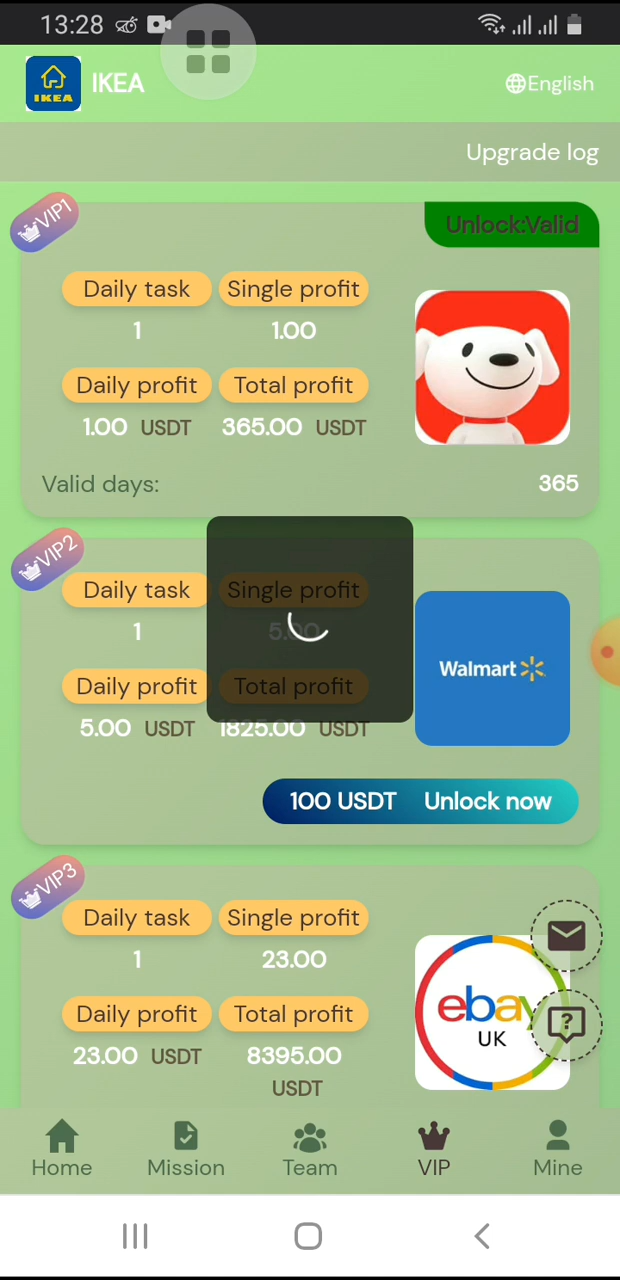 13:28
IKEA
IKEA
English
Upgrade log
VIP1
Unlock:Valid
Daily task
Single profit
1
1.00
Daily profit
Total profit
1.00 USDT
365.00 USDT
Valid days:
365
VIP2
Daily task
Single profit
1
5.00
Walmart
Daily profit
Total profit
5.00 USDT
1825.00 USDT
100 USDT Unlock now
VIP3
Daily task
Single profit
1
23.00
ebay
UK
Daily profit
Total profit
23.00 USDT
8395.00
USDT
?
Home
Mission
Team
VIP
Mine